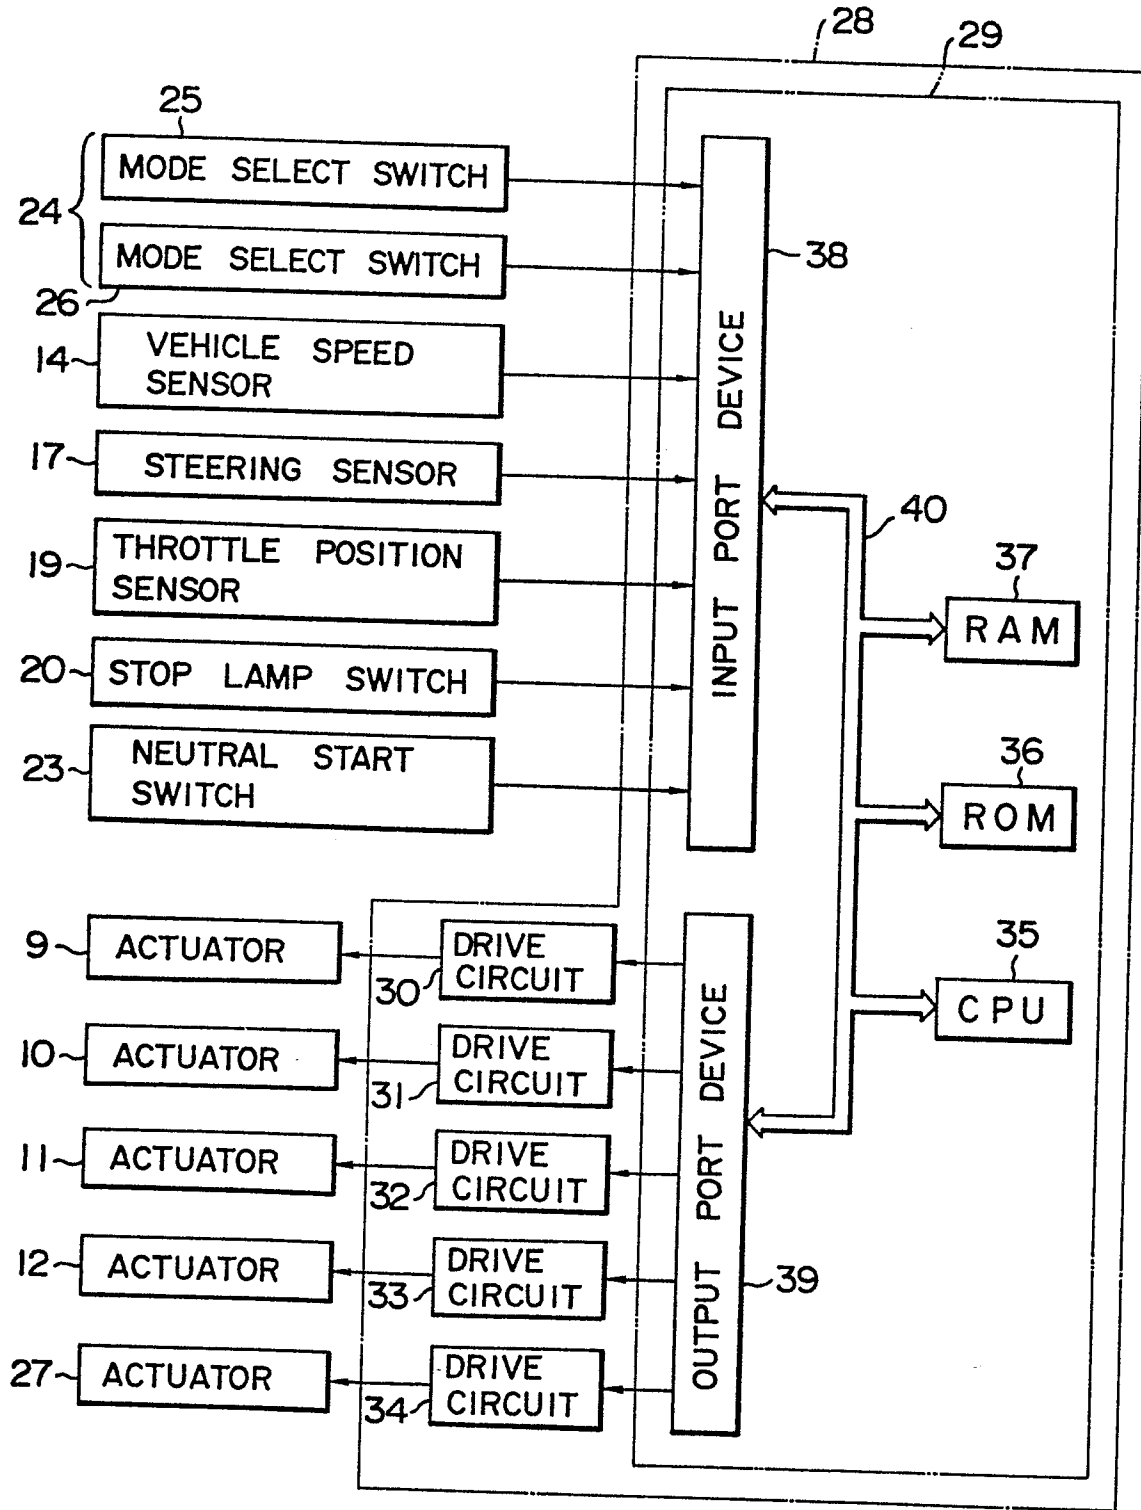 28
29
25
MODE SELECT SWITCH
24
MODE SELECT SWITCH
26
38
14
VEHICLE SPEED
SENSOR
17
STEERING SENSOR
INPUT PORT DEVICE
40
19
THROTTLE POSITION
SENSOR
37
RAM
20
STOP LAMP SWITCH
23
NEUTRAL START
SWITCH
36
ROM
9
ACTUATOR
DRIVE
CIRCUIT
30
35
CPU
10
ACTUATOR
DRIVE
CIRCUIT
31
OUTPUT PORT DEVICE
11
ACTUATOR
DRIVE
CIRCUIT
32
12
ACTUATOR
DRIVE
CIRCUIT
33
39
27
ACTUATOR
DRIVE
CIRCUIT
34